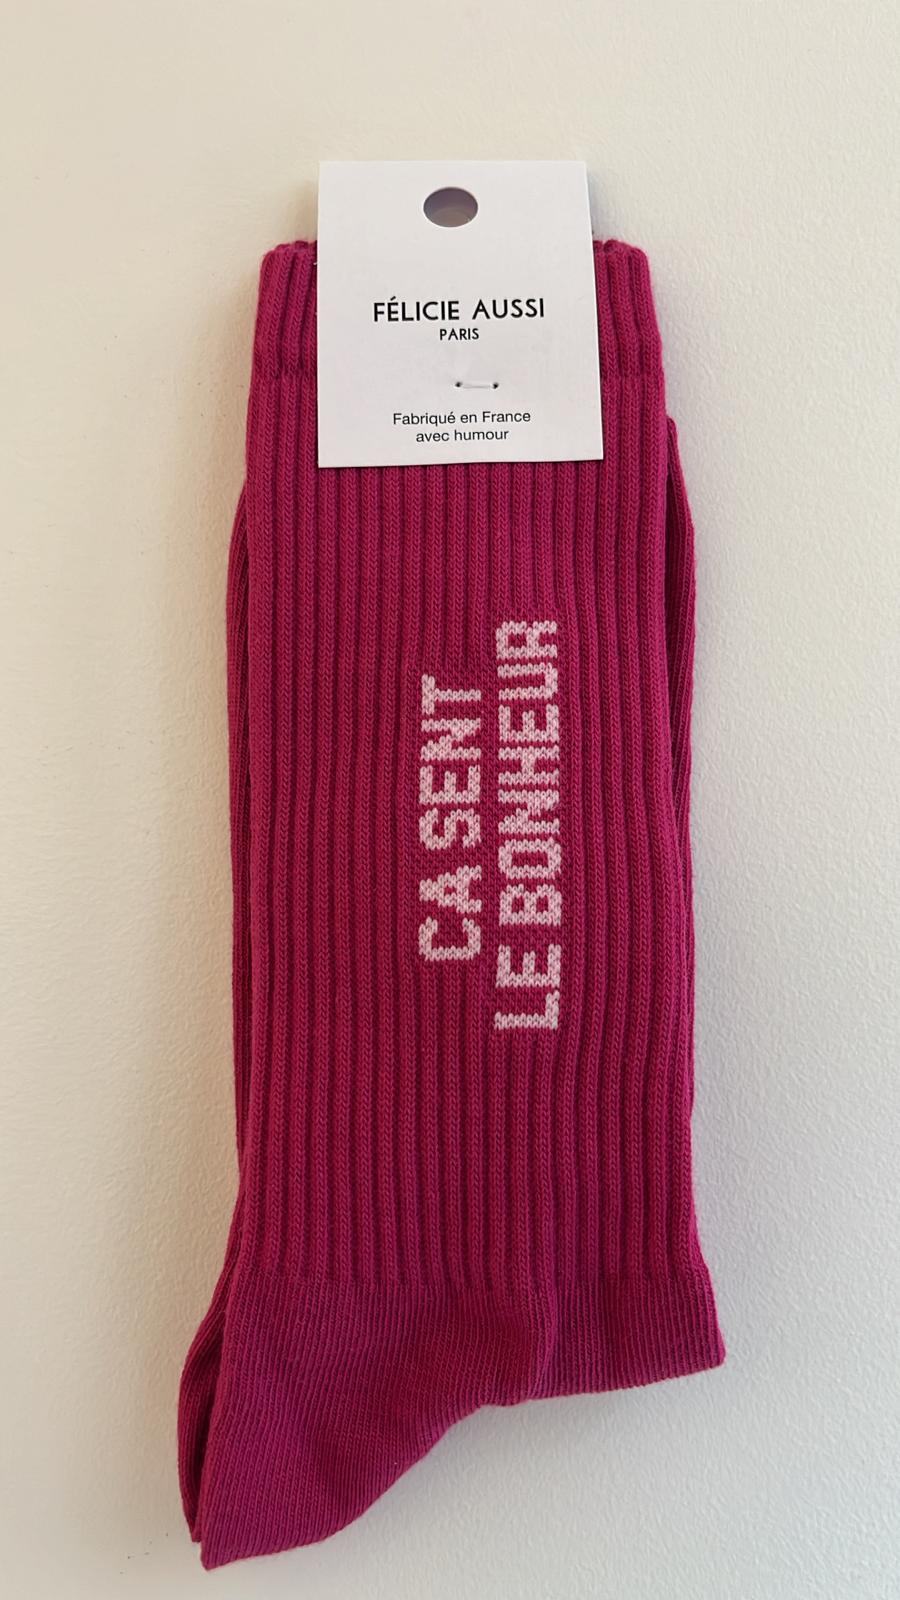 FÉLICIE AUSSI
PARIS
Fabriqué en France
avec humour
CA SENT
LE BONHEUR